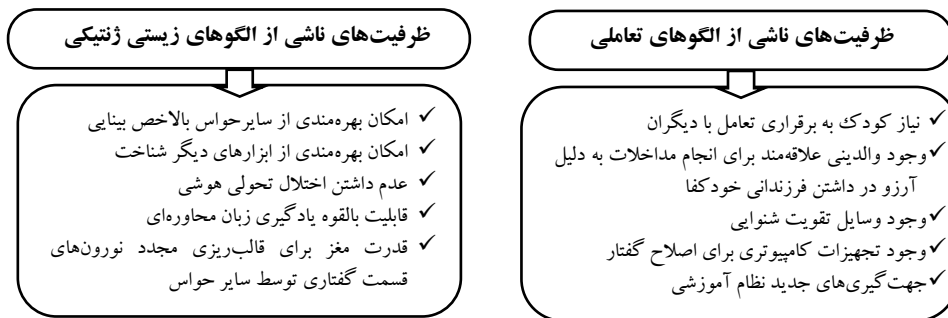 ظرفیت‌های ناشی از الگوهای تعاملی
✓ نیاز کودک به برقراری تعامل با دیگران
✓ وجود والدینی علاقه‌مند برای انجام مداخلات به دلیل
آرزو در داشتن فرزندانی خودکفا
✓ وجود وسایل تقویت شنوایی
✓ وجود تجهیزات کامپیوتری برای اصلاح گفتار
✓ جهت‌گیری‌های جدید نظام آموزشی
ظرفیت‌های ناشی از الگوهای زیستی ژنتیکی
✓ امکان بهره‌مندی از سایرحواس بالاخص بینایی
✓ امکان بهره‌مندی از ابزارهای دیگر شناخت
✓ عدم داشتن اختلال تحولی هوشی
✓ قابلیت بالقوه یادگیری زبان محاوره‌ای
✓ قدرت مغز برای قالب‌ریزی مجدد نورون‌های
قسمت گفتاری توسط سایر حواس